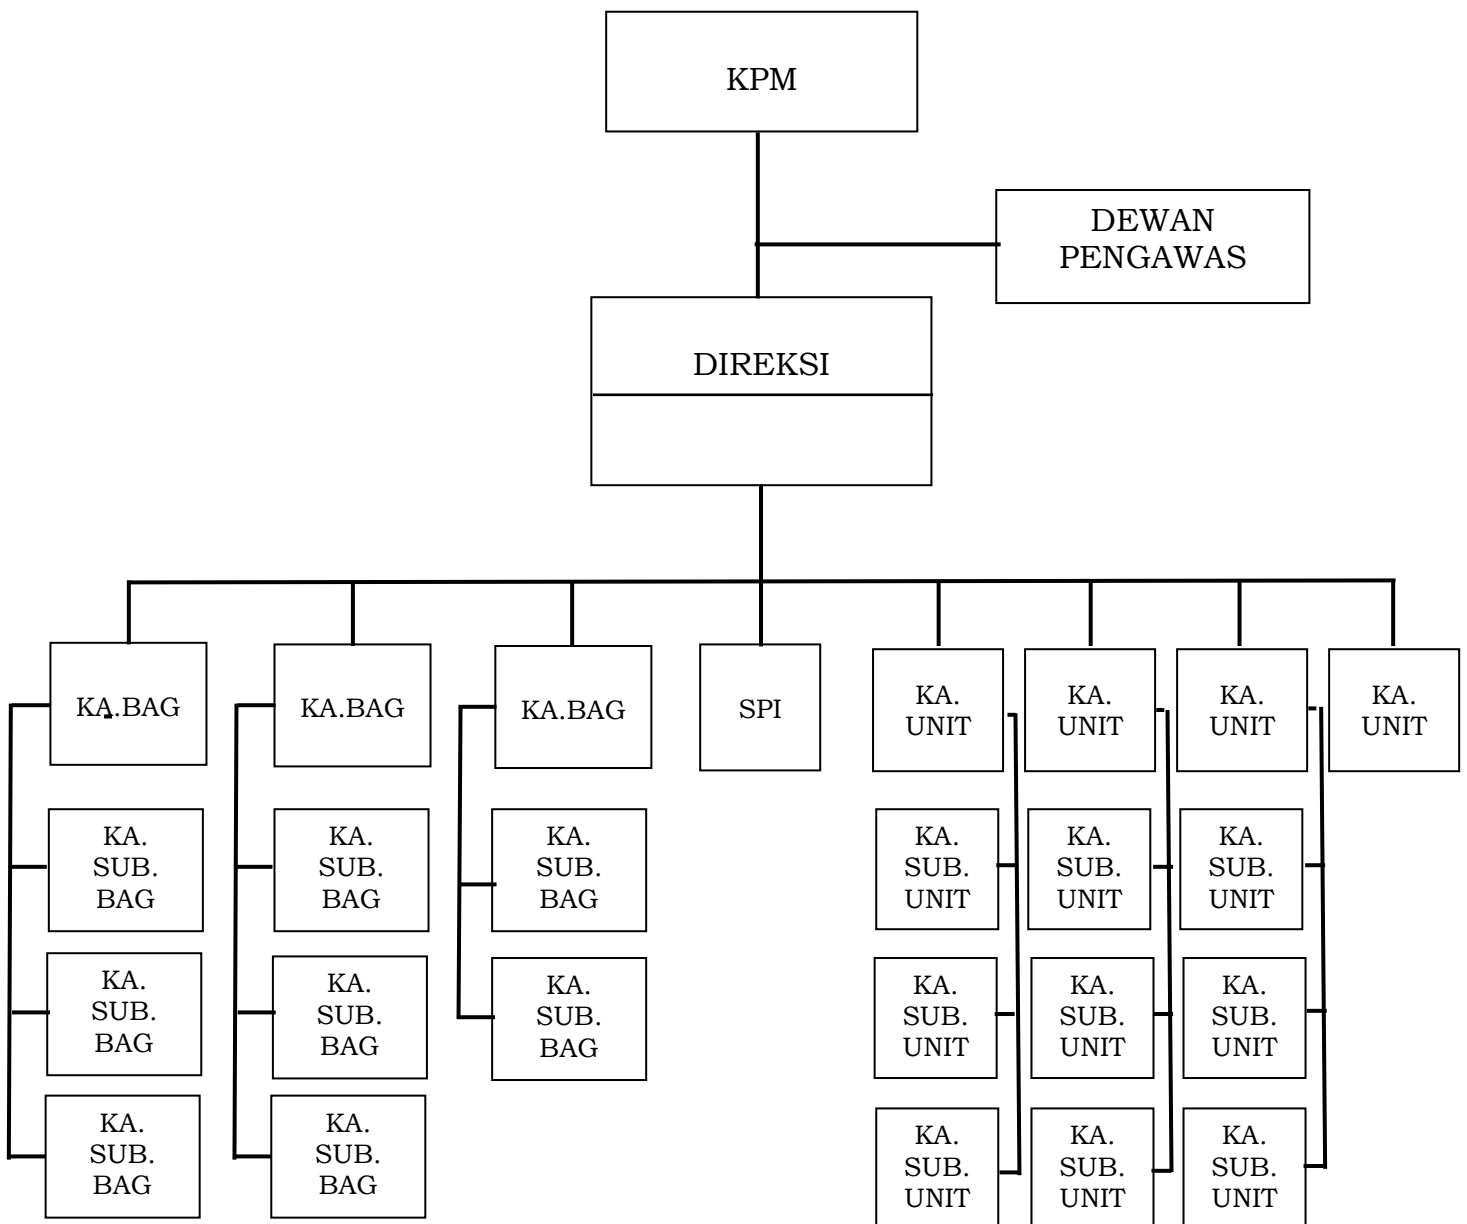 KPM
DEWAN
PENGAWAS
DIREKSI
KA.BAG
KA.BAG
KA.BAG
SPI
KA.
UNIT
KA.
UNIT
KA.
UNIT
KA.
UNIT
KA.
SUB.
BAG
KA.
SUB.
BAG
KA.
SUB.
BAG
KA.
SUB.
UNIT
KA.
SUB.
UNIT
KA.
SUB.
UNIT
KA.
SUB.
BAG
KA.
SUB.
BAG
KA.
SUB.
BAG
KA.
SUB.
UNIT
KA.
SUB.
UNIT
KA.
SUB.
UNIT
KA.
SUB.
BAG
KA.
SUB.
BAG
KA.
SUB.
UNIT
KA.
SUB.
UNIT
KA.
SUB.
UNIT